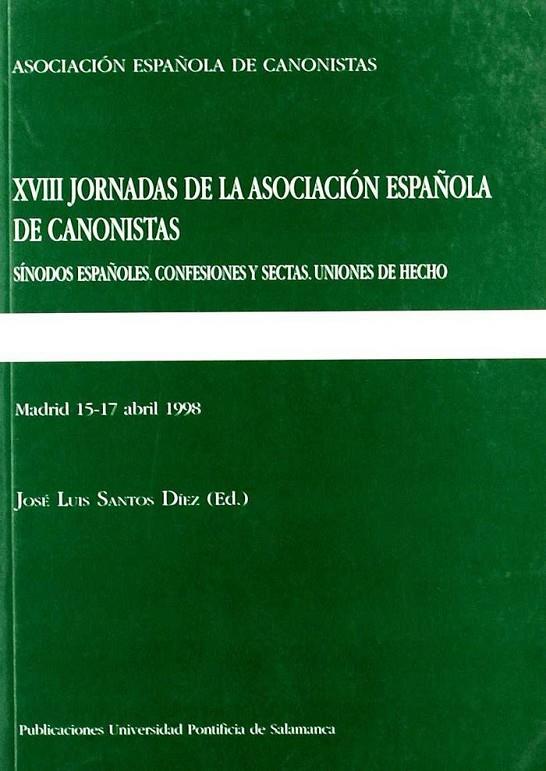 ASOCIACIÓN ESPAÑOLA DE CANONISTAS
XVIII JORNADAS DE LA ASOCIACIÓN ESPAÑOLA
DE CANONISTAS
SÍNODOS ESPAÑOLES. CONFESIONES Y SECTAS. UNIONES DE HECHO
Madrid 15-17 abril 1998
JOSÉ LUIS SANTOS DÍEZ (Ed.)
Publicaciones Universidad Pontificia de Salamanca